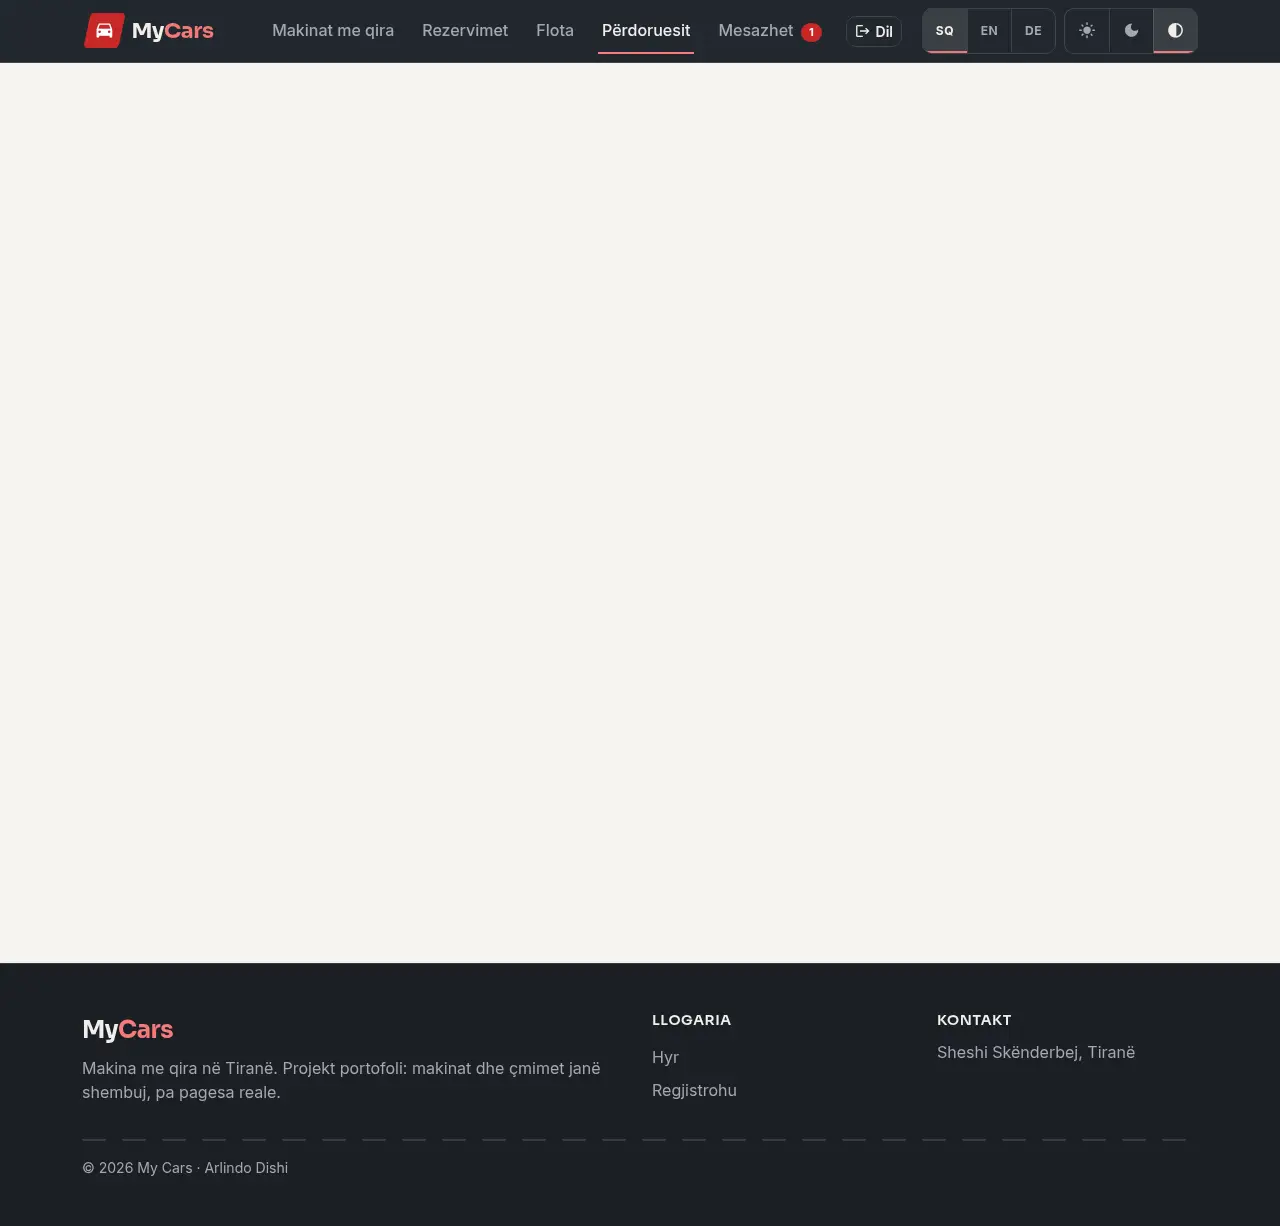 MyCars
Makinat me qira
Rezervimet
Flota
Përdoruesit
Mesazhet 1
Dil
SQ
EN
DE
MyCars
Makina me qira në Tiranë. Projekt portofoli: makinat dhe çmimet janë
shembuj, pa pagesa reale.
LLOGARIA
Hyr
Regjistrohu
KONTAKT
Sheshi Skënderbej, Tiranë
© 2026 My Cars · Arlindo Dishi